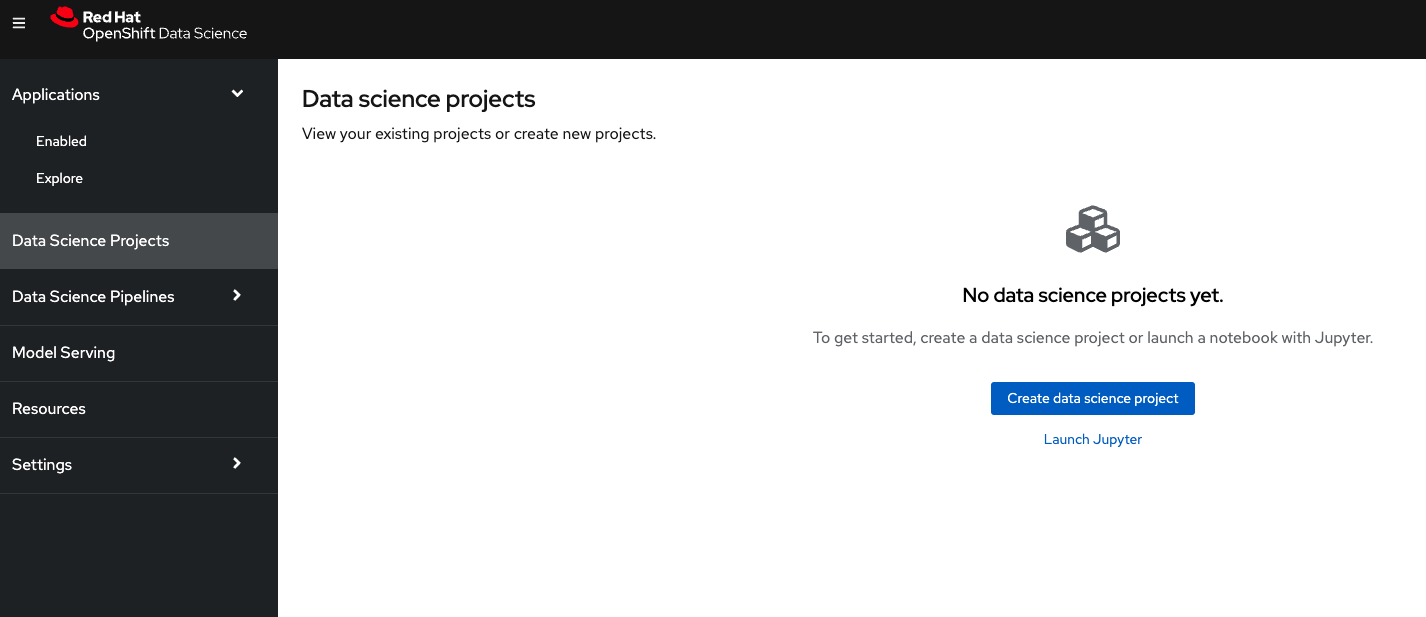 Red Hat
OpenShift Data Science
Applications
Enabled
Explore
Data Science Projects
Data Science Pipelines
Model Serving
Resources
Settings
Data science projects
View your existing projects or create new projects.
No data science projects yet.
To get started, create a data science project or launch a notebook with Jupyter.
Create data science project
Launch Jupyter